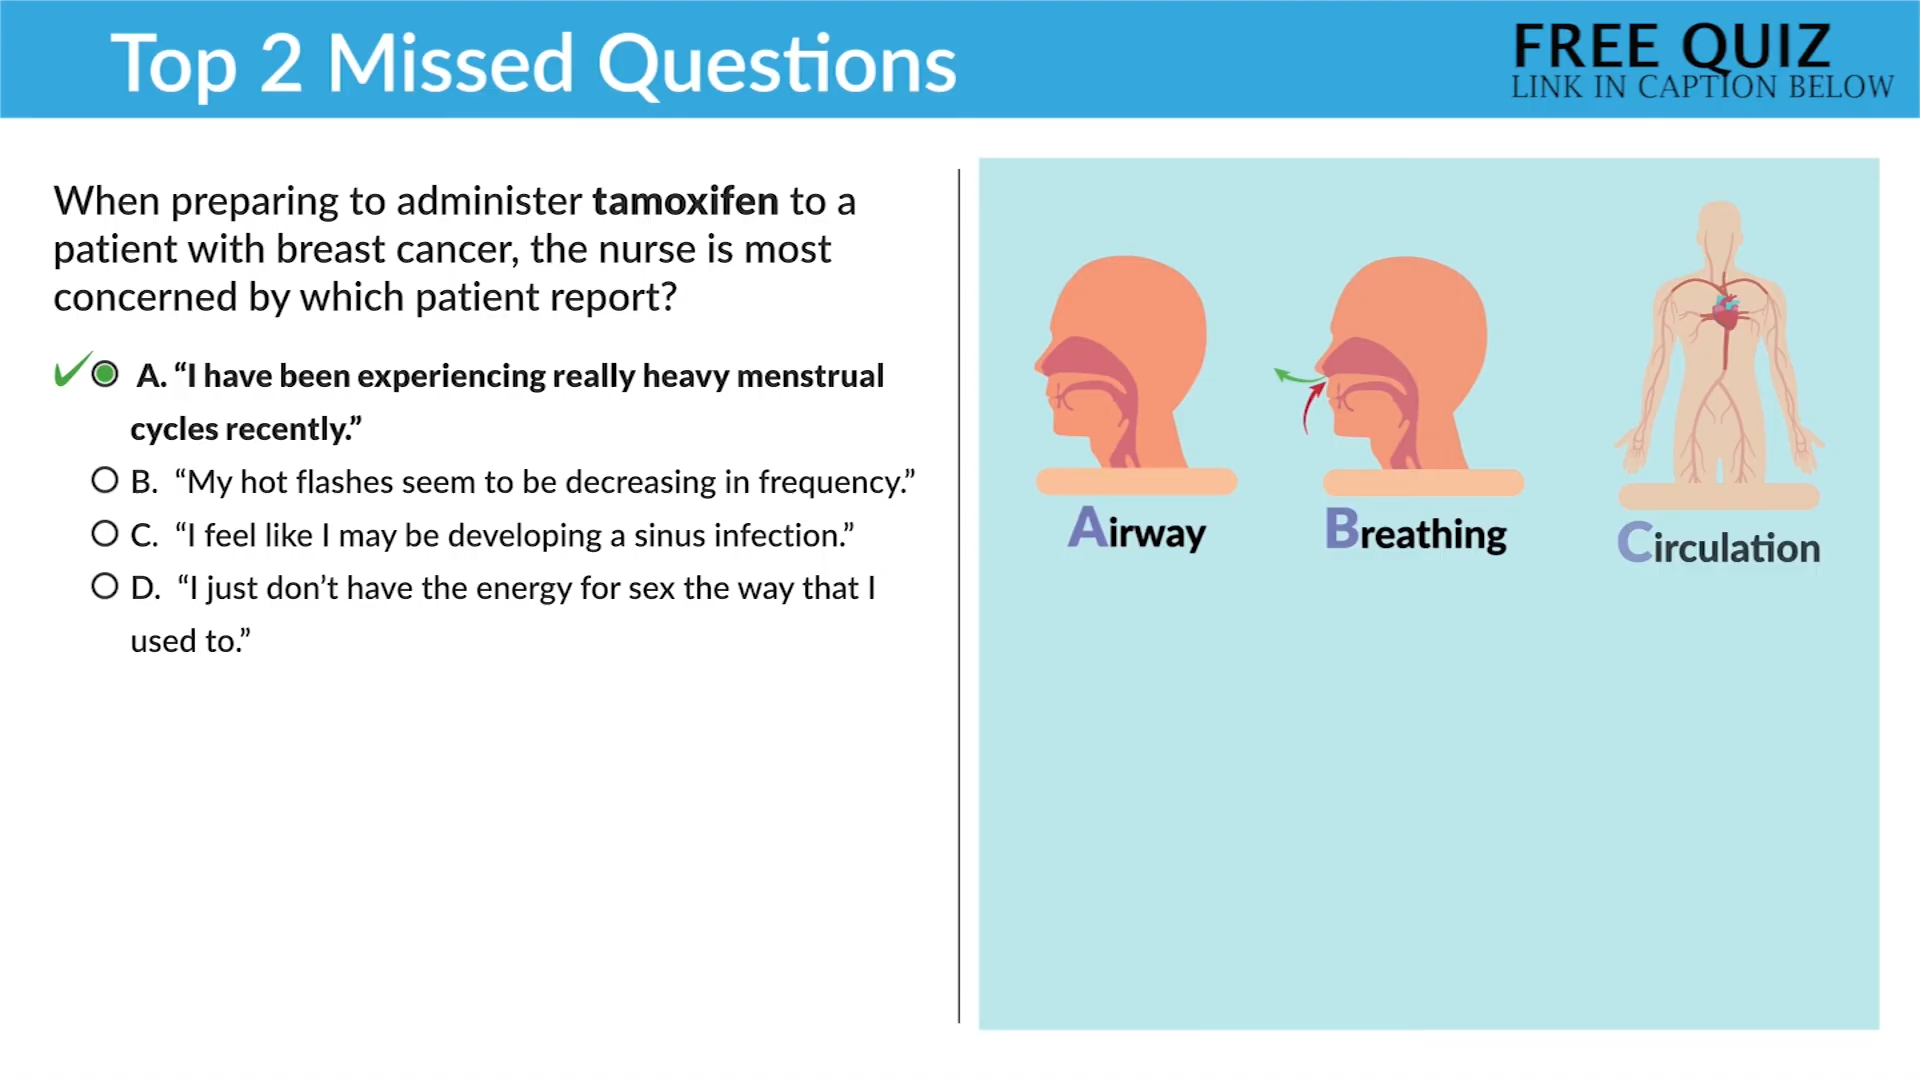 Top 2 Missed Questions
FREE QUIZ
LINK IN CAPTION BELOW
When preparing to administer tamoxifen to a
patient with breast cancer, the nurse is most
concerned by which patient report?
A. “I have been experiencing really heavy menstrual
cycles recently.”
B. “My hot flashes seem to be decreasing in frequency.”
C. “I feel like I may be developing a sinus infection.”
D. “I just don’t have the energy for sex the way that I
used to.”
Airway
Breathing
Circulation